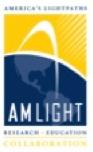 AMERICA'S LIGHTPATHS
AMLIGHT
RESEARCH · EDUCATION
COLLABORATION